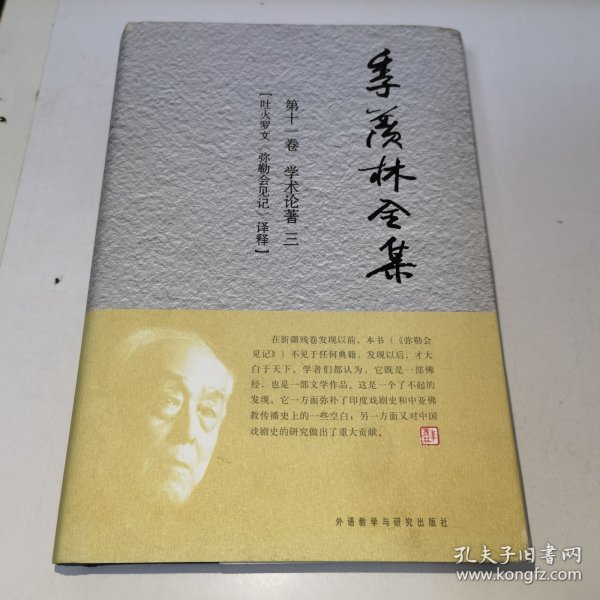 季羡林全集
第十一卷 学术论著 三
[吐火罗文《弥勒会见记》译释]
在新疆残卷发现以前，本书（《弥勒会
见记》）不见于任何典籍，发现以后，才大
白于天下。学者们都认为，它既是一部佛
经，也是一部文学作品。这是一个了不起的
发现。它一方面弥补了印度戏剧史和中亚佛
教传播史上的一些空白；另一方面又对中国
戏剧史的研究做出了重大贡献。
外语教学与研究出版社
孔夫子旧书网
www.kongfz.com